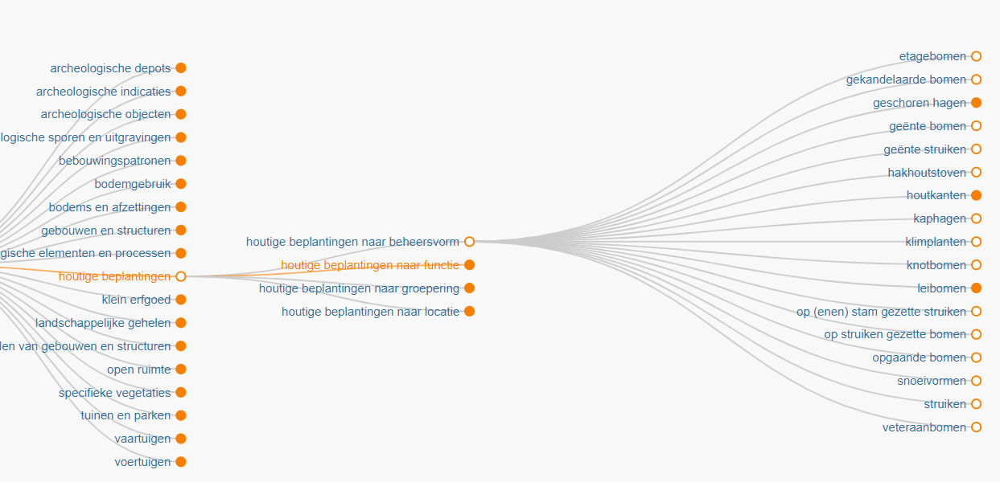 archeologische depots
archeologische indicaties
archeologische objecten
logische sporen en uitgravingen
bebouwingspatronen
bodemgebruik
bodems en afzettingen
gebouwen en structuren
gische elementen en processen
houtige beplantingen
klein erfgoed
landschappelijke gehelen
len van gebouwen en structuren
open ruimte
specifieke vegetaties
tuinen en parken
vaartuigen
voertuigen
houtige beplantingen naar beheersvorm
houtige beplantingen naar functie
houtige beplantingen naar groepering
houtige beplantingen naar locatie
etagebomen
gekandelaarde bomen
geschoren hagen
geënte bomen
geënte struiken
hakhoutstoven
houtkanten
kaphagen
klimplanten
knotbomen
leibomen
op (enen) stam gezette struiken
op struiken gezette bomen
opgaande bomen
snoeivormen
struiken
veteraanbomen